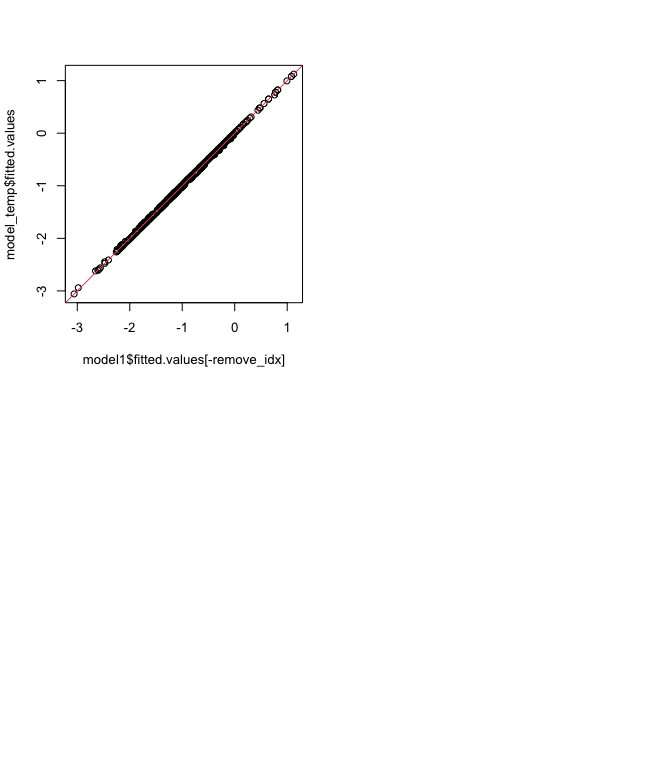 model_temp$fitted.values
1
0
-1
-2
-3
-3 -2 -1 0 1
model1$fitted.values[-remove_idx]